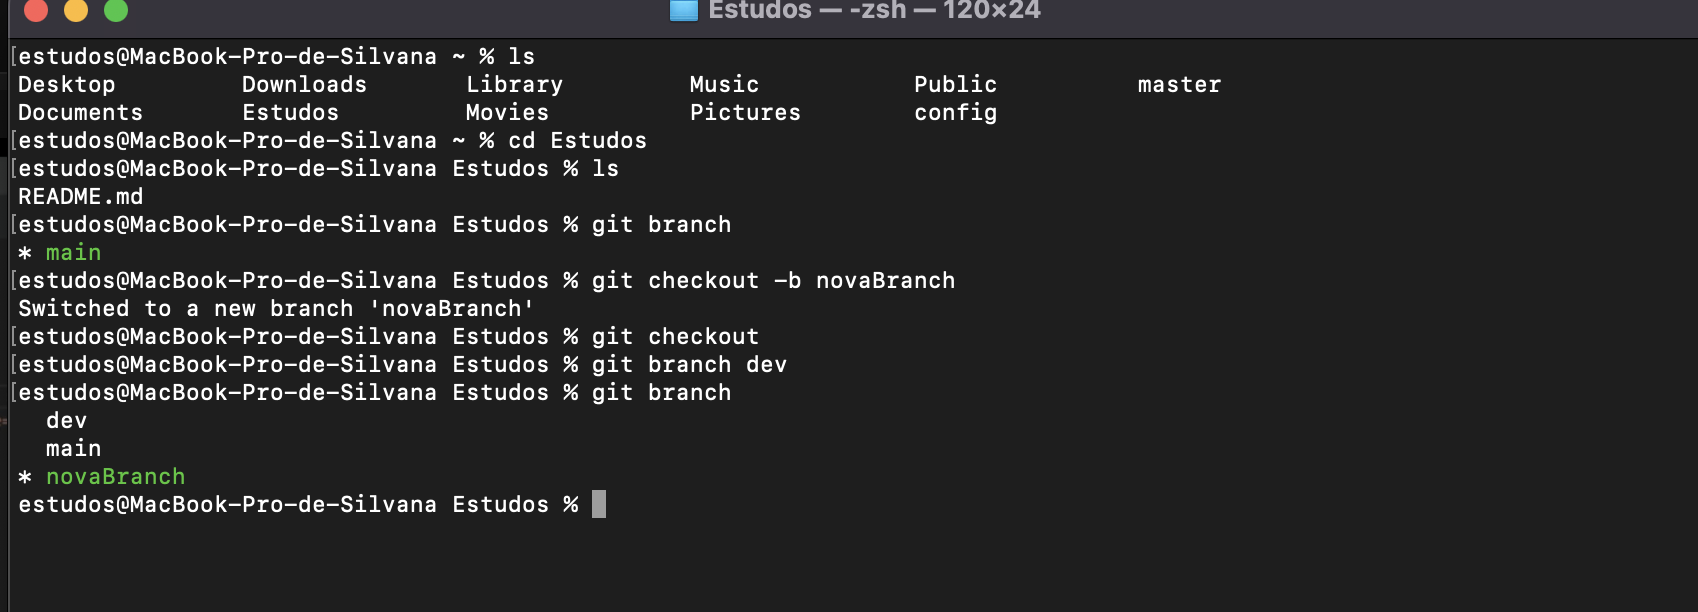 Estudos — -zsh — 120×24
[estudos@MacBook-Pro-de-Silvana ~ % ls
Desktop Downloads Library Music Public master
Documents Estudos Movies Pictures config
[estudos@MacBook-Pro-de-Silvana ~ % cd Estudos
[estudos@MacBook-Pro-de-Silvana Estudos % ls
README.md
[estudos@MacBook-Pro-de-Silvana Estudos % git branch
* main
[estudos@MacBook-Pro-de-Silvana Estudos % git checkout -b novaBranch
Switched to a new branch 'novaBranch'
[estudos@MacBook-Pro-de-Silvana Estudos % git checkout
[estudos@MacBook-Pro-de-Silvana Estudos % git branch dev
[estudos@MacBook-Pro-de-Silvana Estudos % git branch
  dev
  main
* novaBranch
estudos@MacBook-Pro-de-Silvana Estudos %